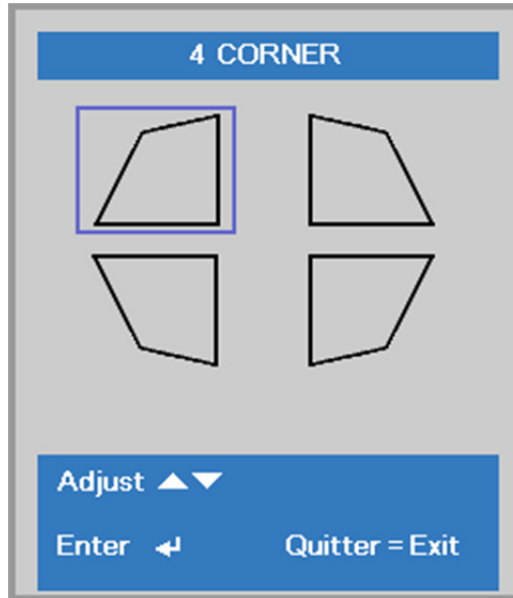 4 CORNER
Adjust ▲▼
Enter ↵
Quitter = Exit